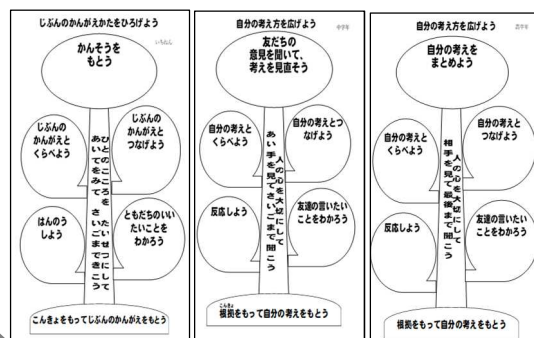 じぶんのかんがえかたをひろげよう
いちねん
かんそうを
もとう
じぶんの
かんがえと
くらべよう
じぶんの
かんがえと
つなげよう
ひとのこころを たいせつにして
あいてをみて さいごまできこう
はんのう
しよう
ともだちのいい
たいことを
わかろう
こんきょをもってじぶんのかんがえをもとう
自分の考え方を広げよう
中学年
友だちの
意見を聞いて、
考えを見直そう
自分の考えと
くらべよう
自分の考えとつ
なげよう
人の心を大切にして
あい手を見てさいごまで聞こう
反応しよう
友達の言いたい
ことをわかろう
こんきょ
根拠をもって自分の考えをもとう
自分の考え方を広げよう
高学年
自分の考えを
まとめよう
自分の考えと
くらべよう
自分の考えと
つなげよう
人の心を大切にして
相手を見て最後まで聞こう
反応しよう
友達の言いたい
ことをわかろう
根拠をもって自分の考えをもとう